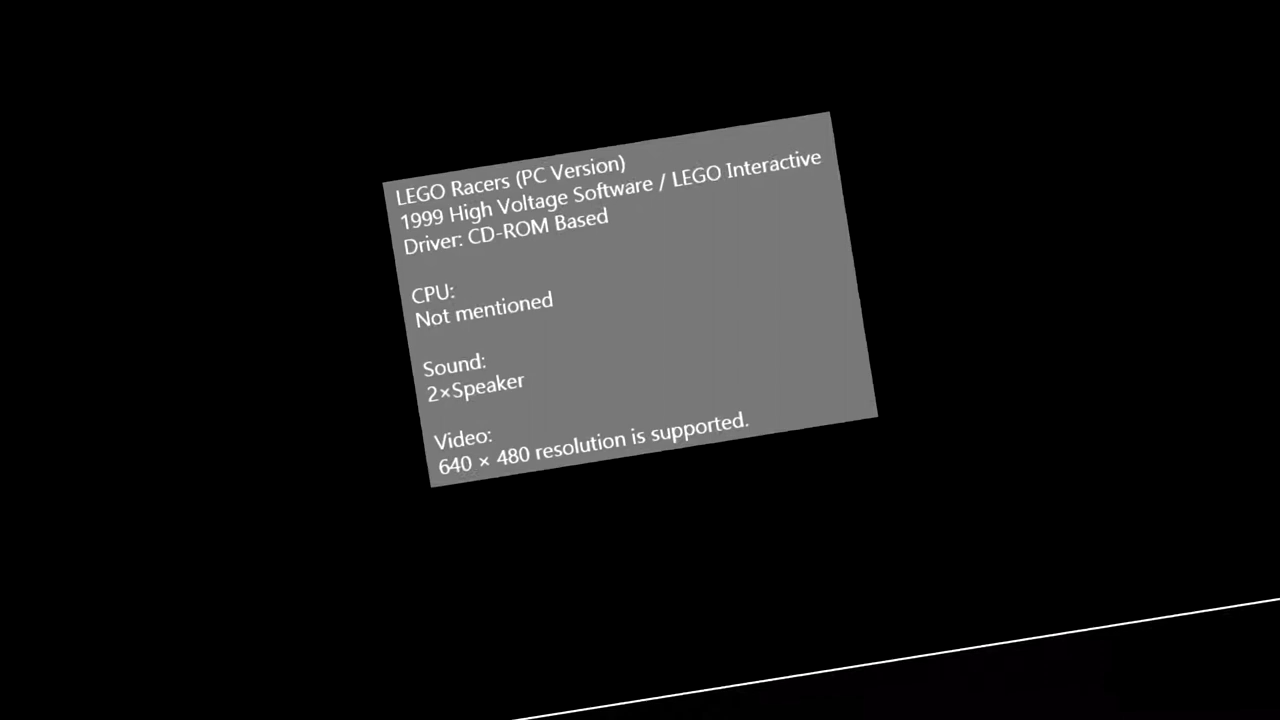 LEGO Racers (PC Version)
1999 High Voltage Software / LEGO Interactive
Driver: CD-ROM Based
CPU:
Not mentioned
Sound:
2×Speaker
Video:
640 × 480 resolution is supported.